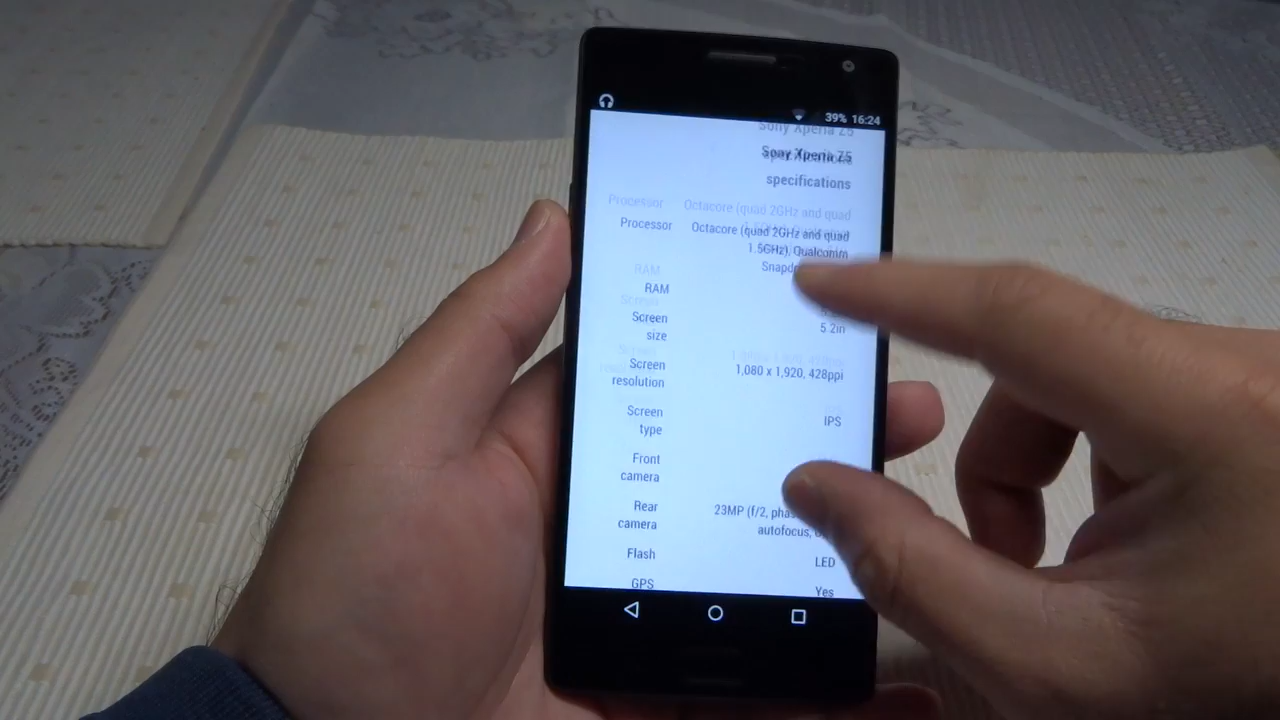 39% 16:24
Sony Xperia Z5
specifications
Processor
Octacore (quad 2GHz and quad
1.5GHz), Qualcomm
RAM
Screen
size
5.2in
Screen
resolution
1,080 x 1,920, 428ppi
Screen
type
IPS
Front
camera
Rear
camera
23MP (f/2,
autofocus,
Flash
LED
GPS
Yes